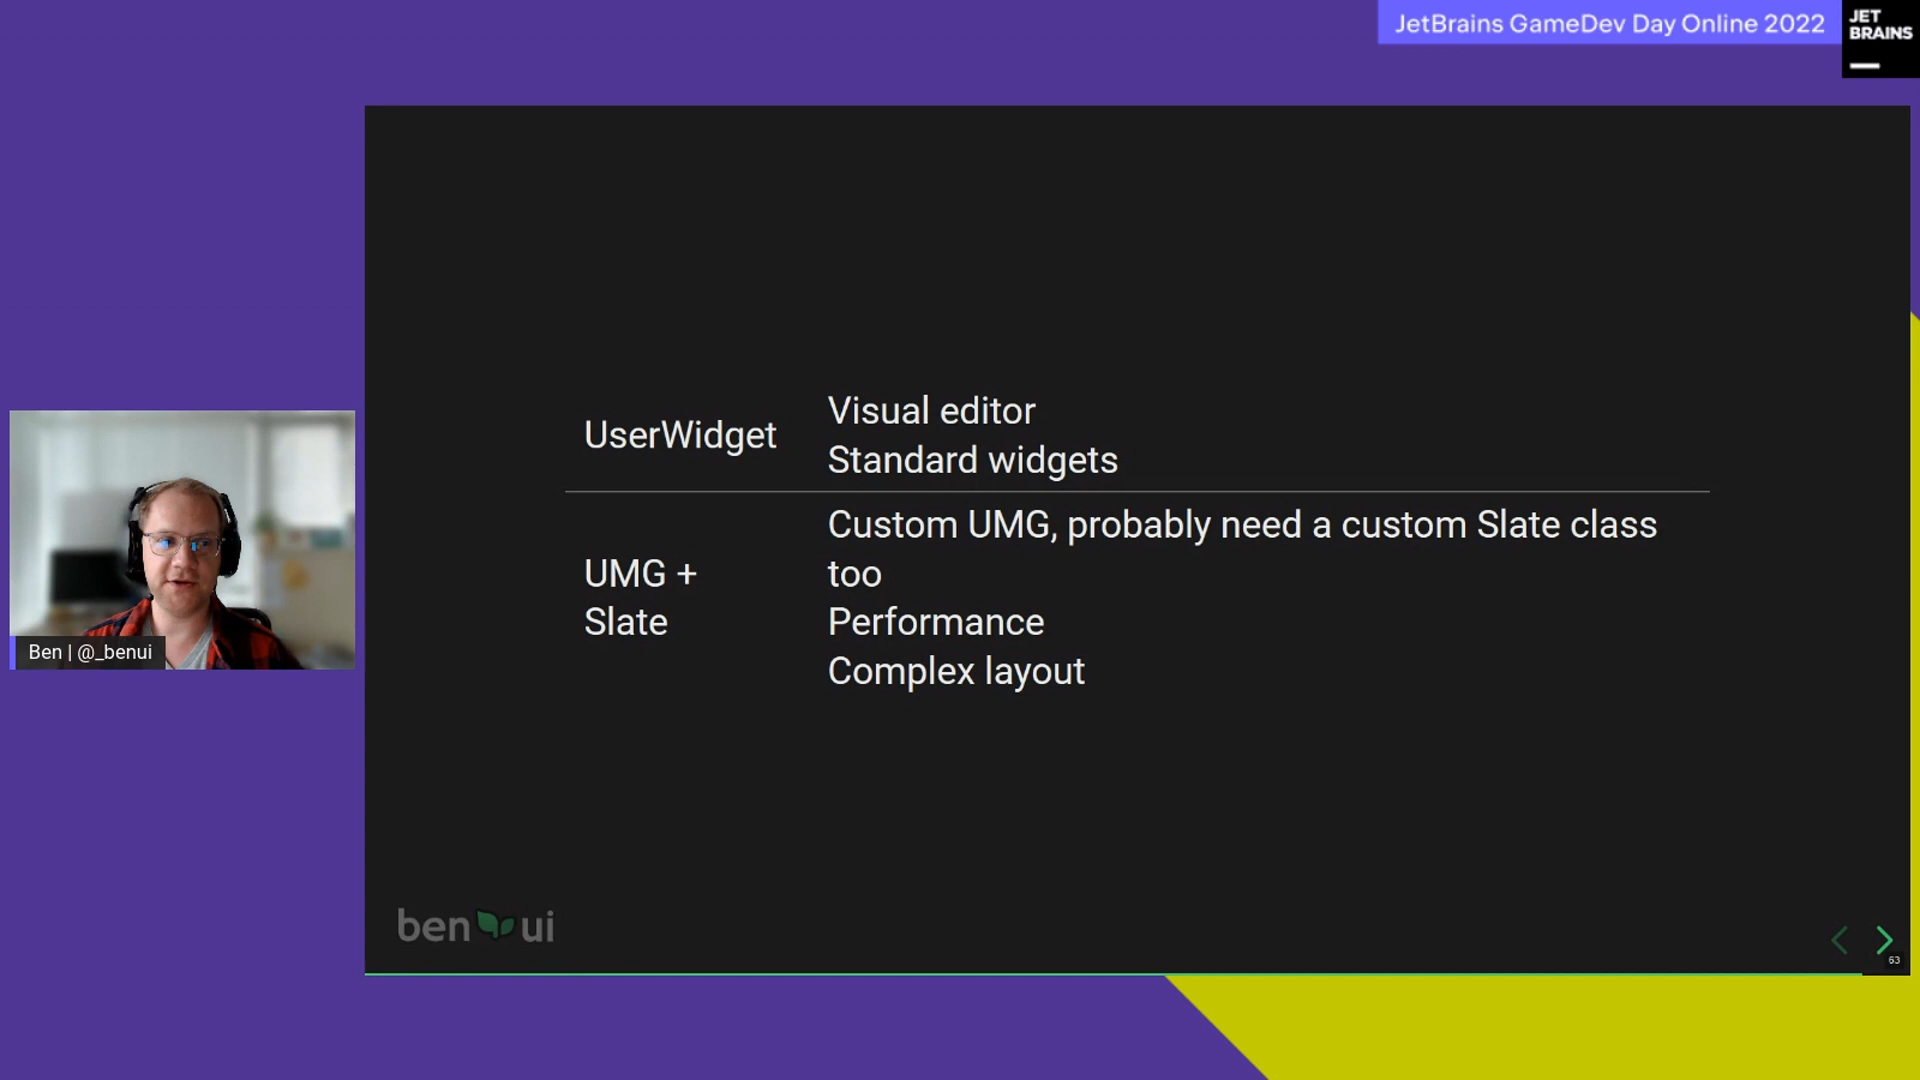 JetBrains GameDev Day Online 2022
JET
BRAINS
UserWidget
Visual editor
Standard widgets
UMG +
Slate
Custom UMG, probably need a custom Slate class
too
Performance
Complex layout
Ben | @_benui
ben ui
63